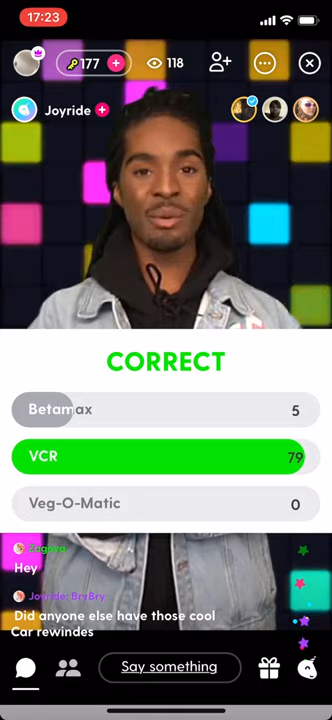 17:23
177
118
Joyride
CORRECT
Betamax
5
VCR
79
Veg-O-Matic
0
Zagoya
Hey
Joyride: BryBry
Did anyone else have those cool
Car rewindes
Say something